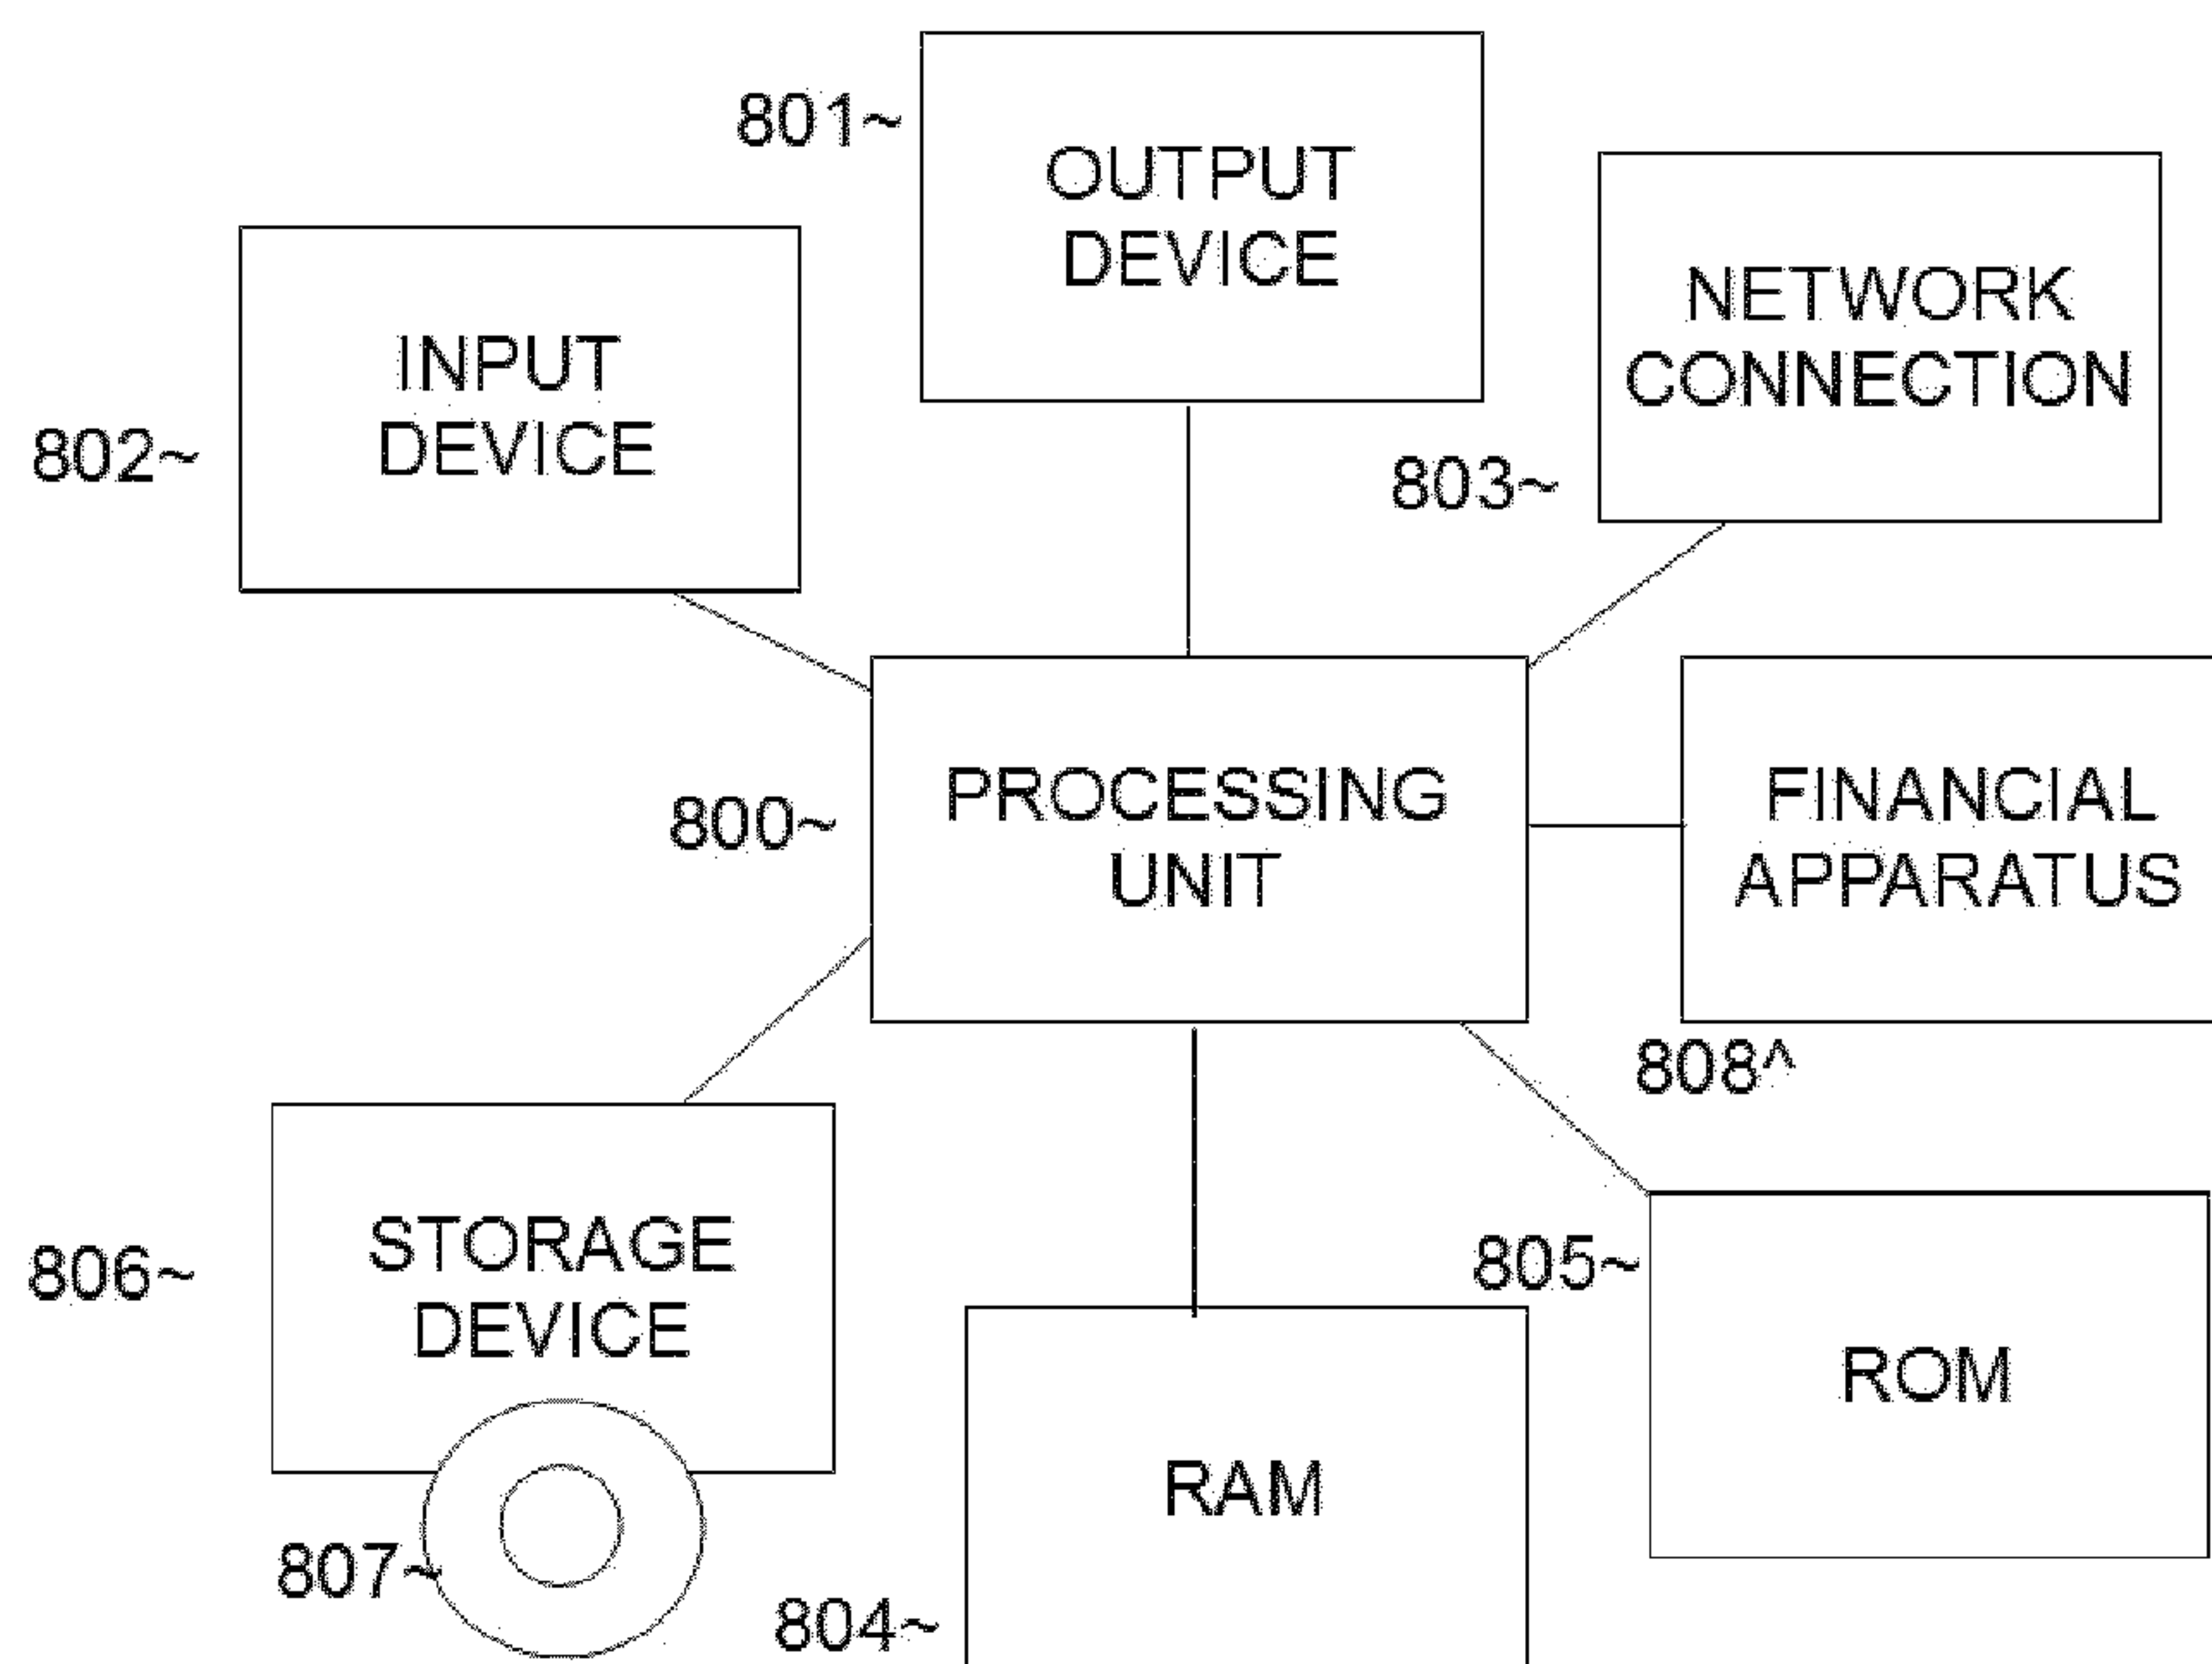 801~
OUTPUT
DEVICE
NETWORK
CONNECTION
803~
INPUT
DEVICE
802~
800~
PROCESSING
UNIT
FINANCIAL
APPARATUS
808^
806~
STORAGE
DEVICE
807~
804~
RAM
805~
ROM